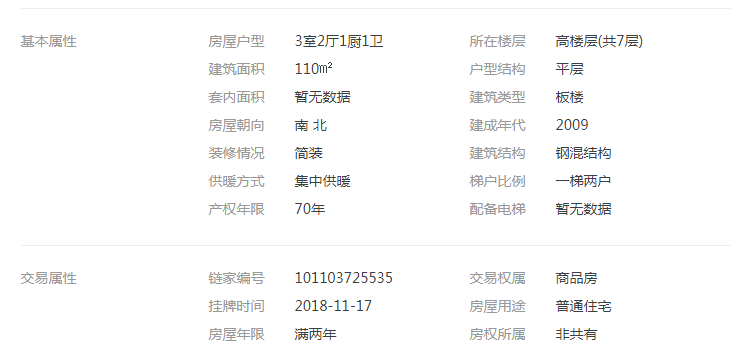 基本属性 房屋户型 3室2厅1厨1卫 所在楼层 高楼层(共7层)
建筑面积 110㎡ 户型结构 平层
套内面积 暂无数据 建筑类型 板楼
房屋朝向 南 北 建成年代 2009
装修情况 简装 建筑结构 钢混结构
供暖方式 集中供暖 梯户比例 一梯两户
产权年限 70年 配备电梯 暂无数据
交易属性 链家编号 101103725535 交易权属 商品房
挂牌时间 2018-11-17 房屋用途 普通住宅
房屋年限 满两年 房权所属 非共有